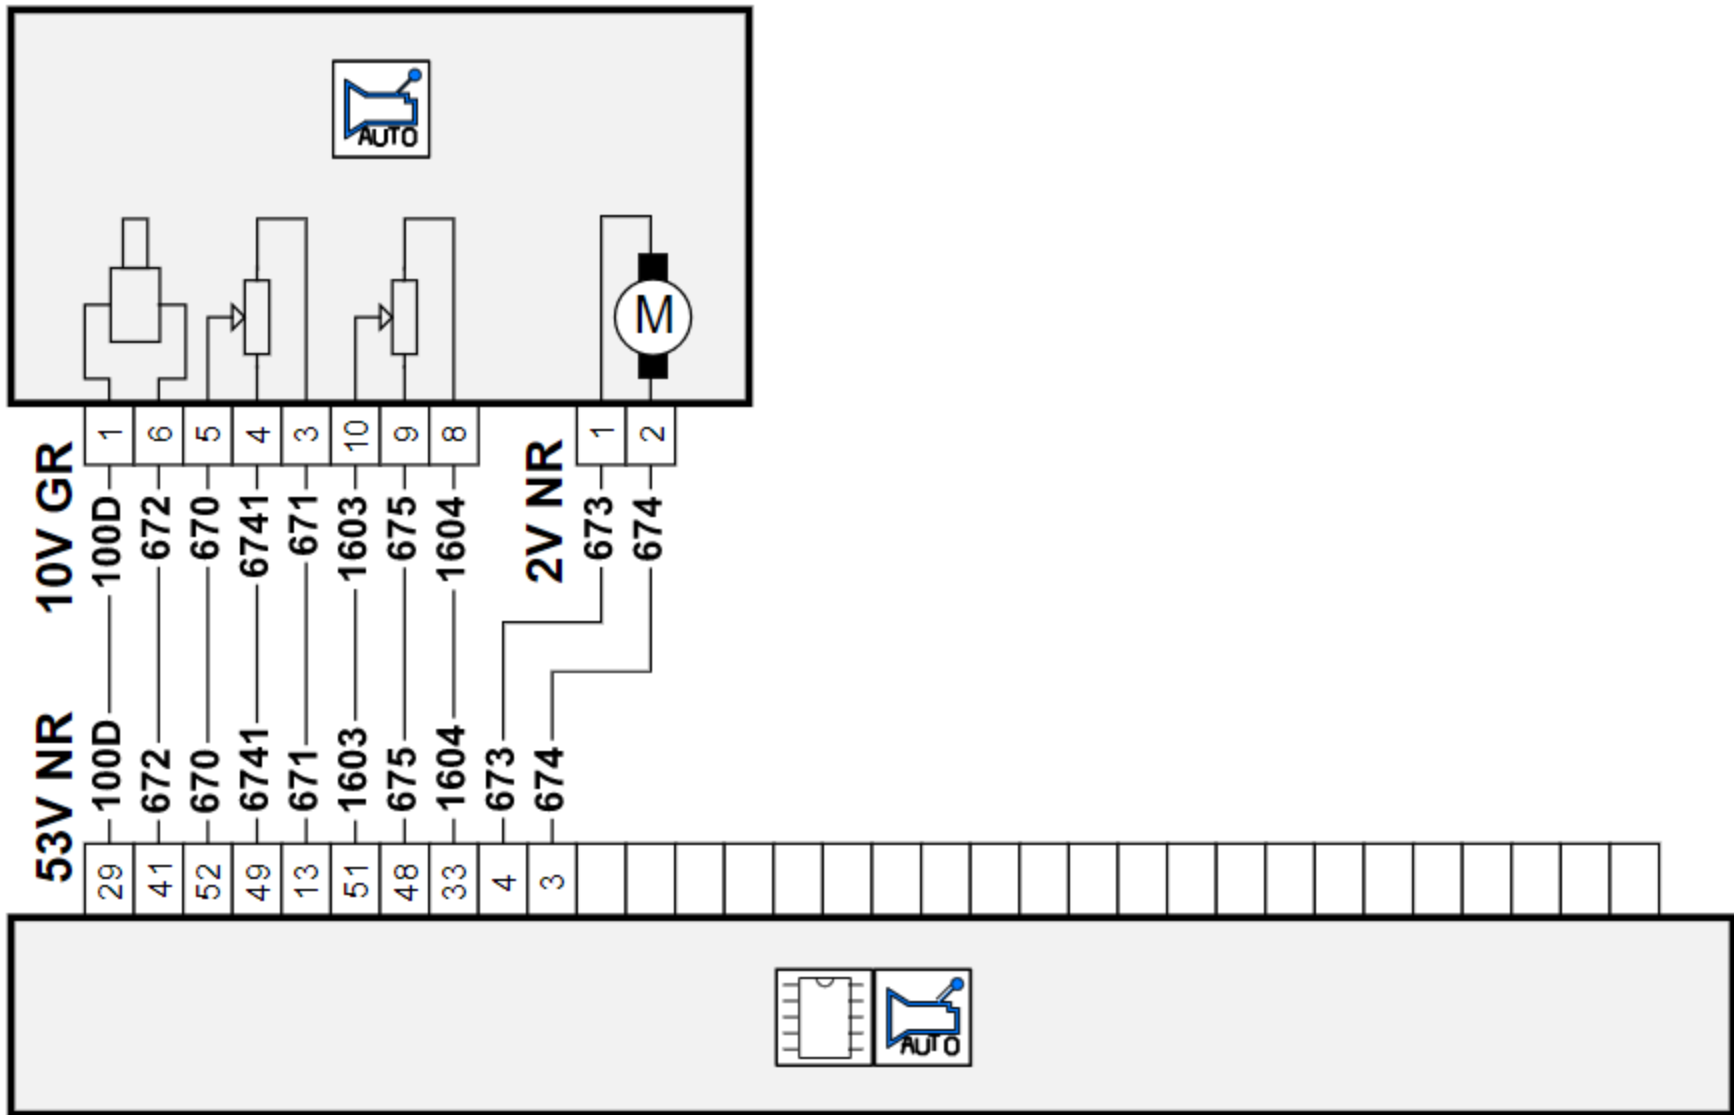 AUTO
M
1 6 5 4 3 10 9 8 1 2
10V GR
2V NR
100D 672 670 6741 671 1603 675 1604 673 674
53V NR
100D 672 670 6741 671 1603 675 1604 673 674
29 41 52 49 13 51 48 33 4 3
AUTO